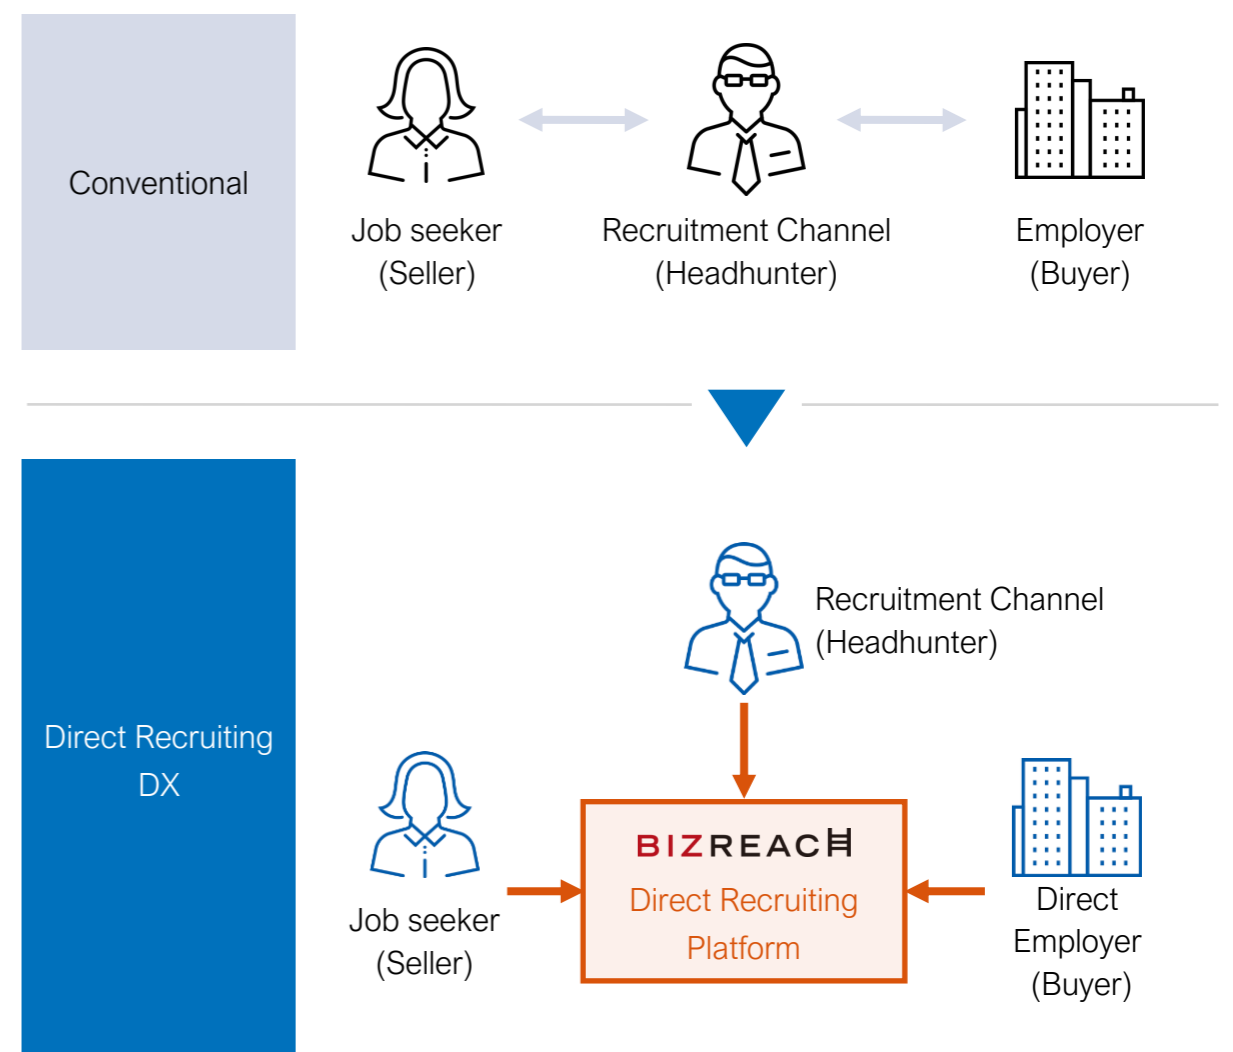 Conventional
Job seeker
(Seller)
Recruitment Channel
(Headhunter)
Employer
(Buyer)
Direct Recruiting
DX
Recruitment Channel
(Headhunter)
Job seeker
(Seller)
BIZREACH
Direct Recruiting
Platform
Direct
Employer
(Buyer)